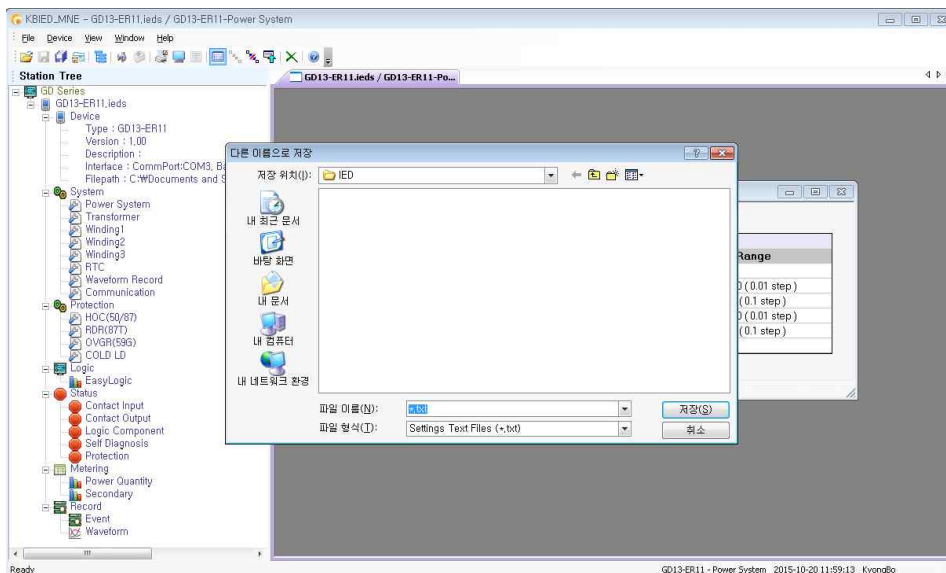 KBIED_MNE - GD13-ER11.ieds / GD13-ER11-Power System
File Device View Window Help
Station Tree
GD13-ER11.ieds / GD13-ER11-Po...
GD Series
GD13-ER11.ieds
Device
Type : GD13-ER11
Version : 1.00
Description :
Interface : CommPort:COM3, Ba
Filepath : C:₩Documents and S
System
Power System
Transformer
Winding1
Winding2
Winding3
RTC
Waveform Record
Communication
Protection
HOC(50/87)
RDR(87T)
OVGR(59G)
COLD LD
Logic
EasyLogic
Status
Contact Input
Contact Output
Logic Component
Self Diagnosis
Protection
Metering
Power Quantity
Secondary
Record
Event
Waveform
다른 이름으로 저장
저장 위치(I):
IED
내 최근 문서
바탕 화면
내 문서
내 컴퓨터
내 네트워크 환경
파일 이름(N):
*.txt
저장(S)
파일 형식(T):
Settings Text Files (*.txt)
취소
Range
0 ( 0.01 step )
( 0.1 step )
0 ( 0.01 step )
( 0.1 step )
Ready
GD13-ER11 - Power System 2015-10-20 11:59:13 KyongBo